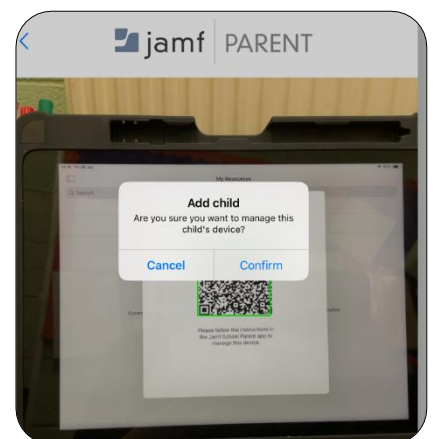 jamf PARENT
My Resources
Search
Add child
Are you sure you want to manage this
child's device?
Cancel Confirm
Please follow the instructions in
the Jamf School Parent app to
manage this device.